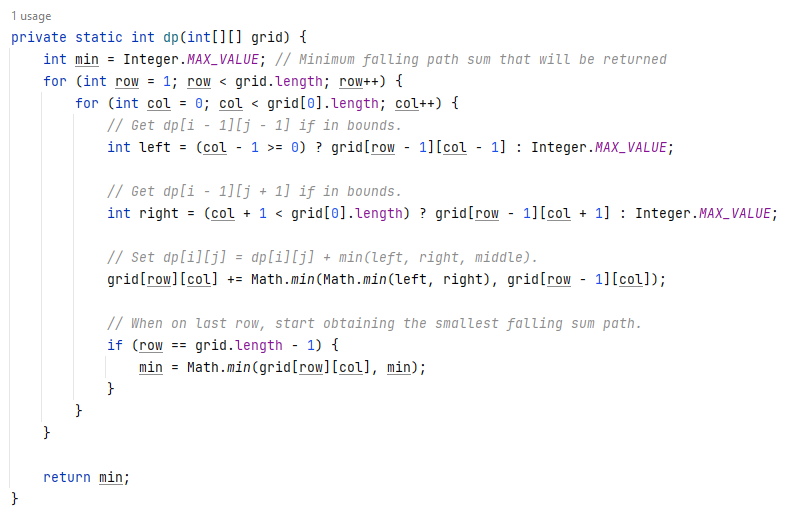 1 usage
private static int dp(int[][] grid) {
    int min = Integer.MAX_VALUE; // Minimum falling path sum that will be returned
    for (int row = 1; row < grid.length; row++) {
        for (int col = 0; col < grid[0].length; col++) {
            // Get dp[i - 1][j - 1] if in bounds.
            int left = (col - 1 >= 0) ? grid[row - 1][col - 1] : Integer.MAX_VALUE;

            // Get dp[i - 1][j + 1] if in bounds.
            int right = (col + 1 < grid[0].length) ? grid[row - 1][col + 1] : Integer.MAX_VALUE;

            // Set dp[i][j] = dp[i][j] + min(left, right, middle).
            grid[row][col] += Math.min(Math.min(left, right), grid[row - 1][col]);

            // When on last row, start obtaining the smallest falling sum path.
            if (row == grid.length - 1) {
                min = Math.min(grid[row][col], min);
            }
        }
    }

    return min;
}